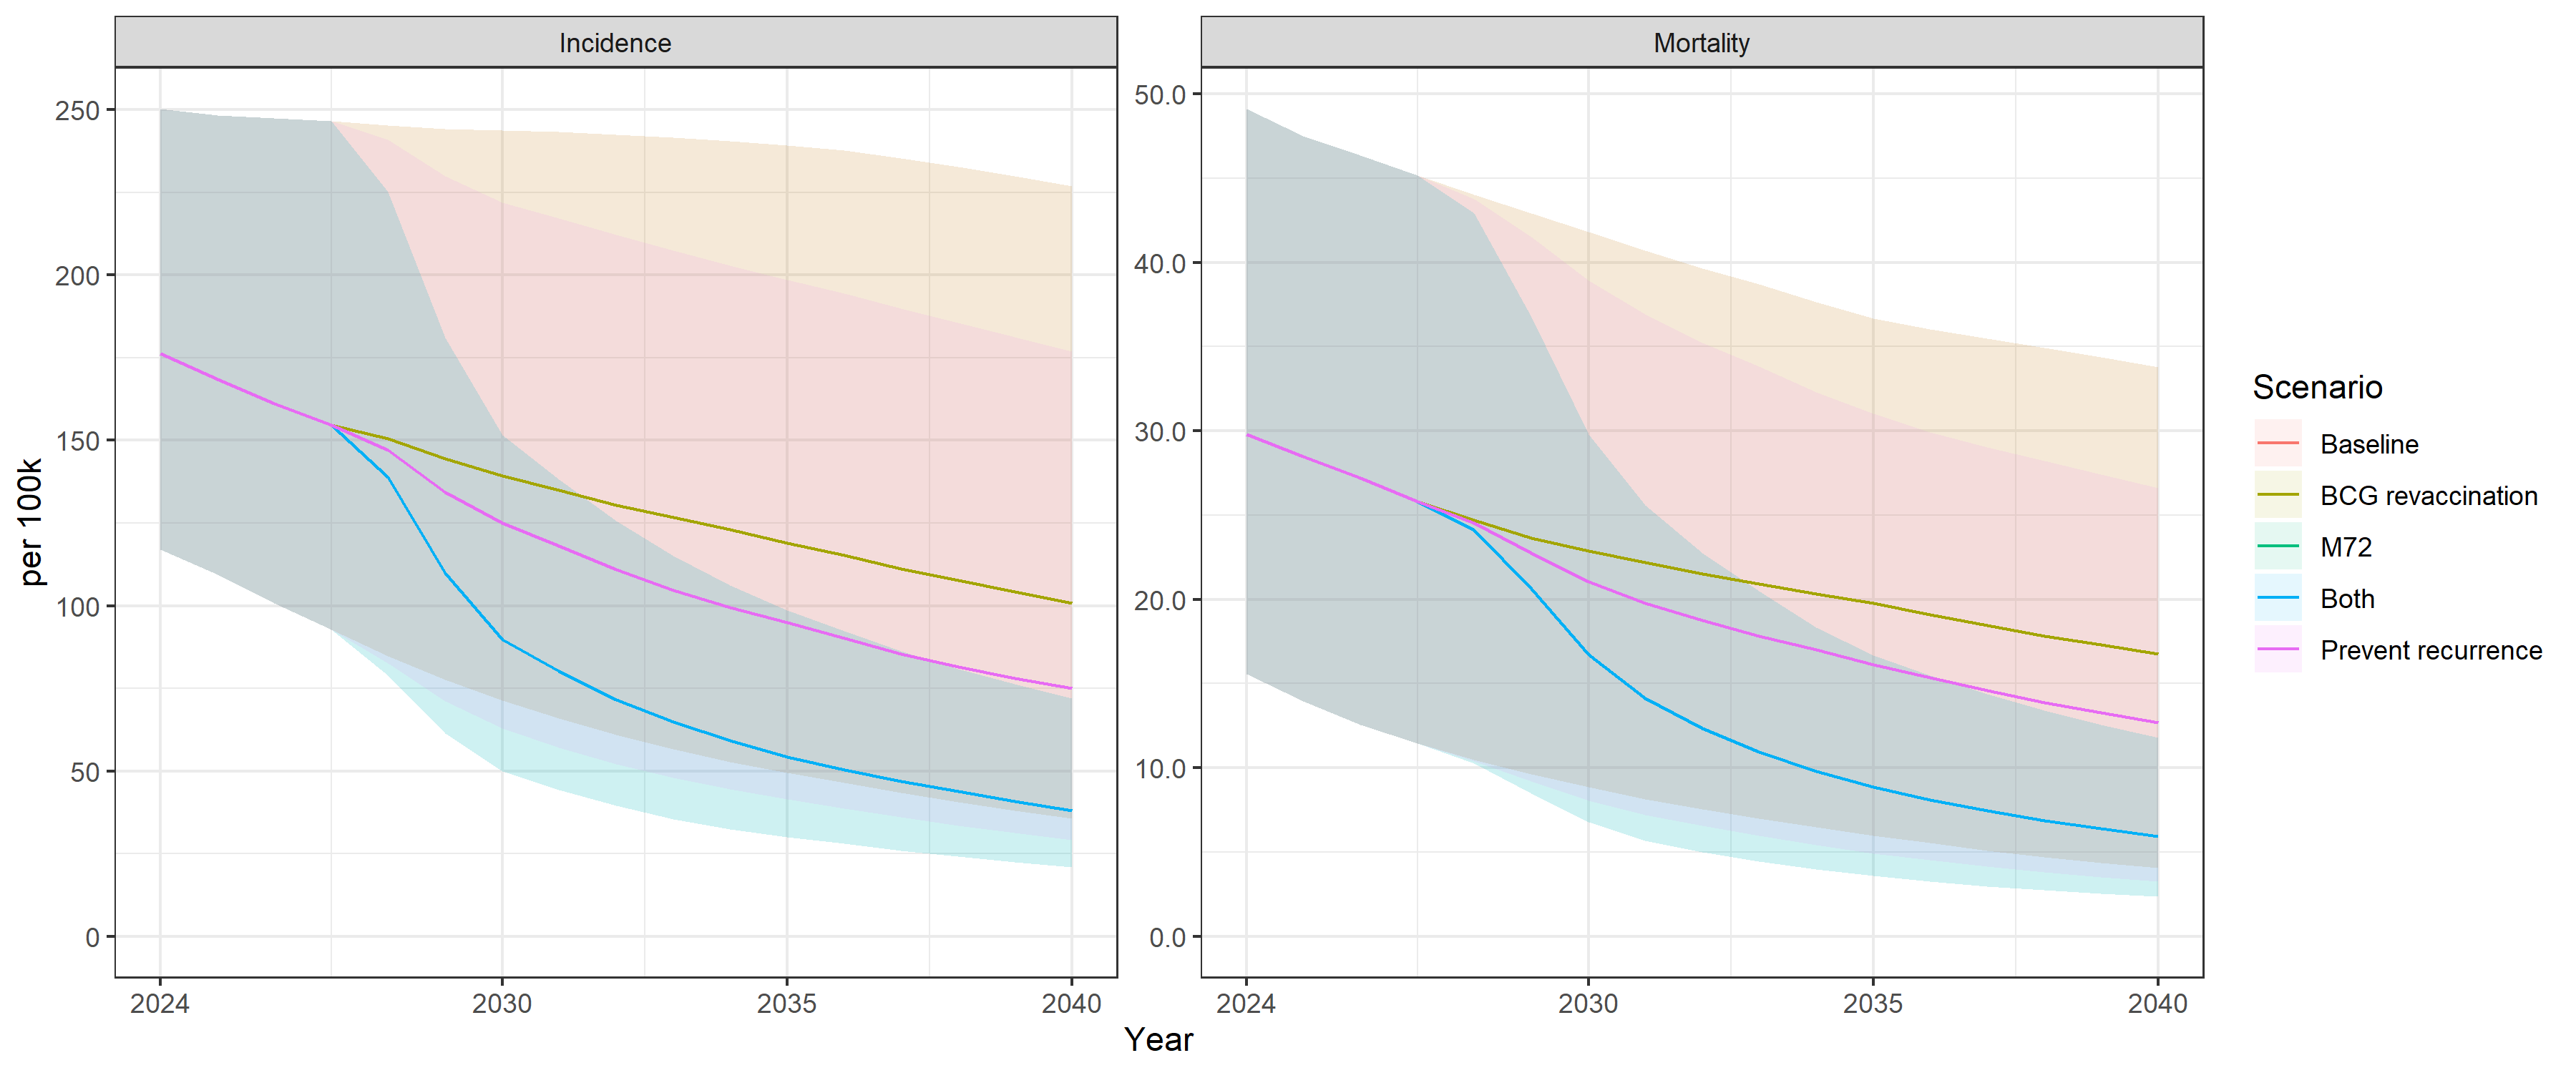 Incidence
Mortality
250
200
150
100
50
0
50.0
40.0
30.0
20.0
10.0
0.0
per 100k
2024
2030
2035
2040
2024
2030
2035
2040
Year
Scenario
Baseline
BCG revaccination
M72
Both
Prevent recurrence